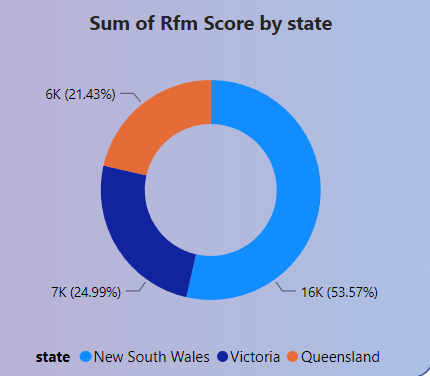 Sum of Rfm Score by state
6K (21.43%)
7K (24.99%)
16K (53.57%)
state New South Wales Victoria Queensland